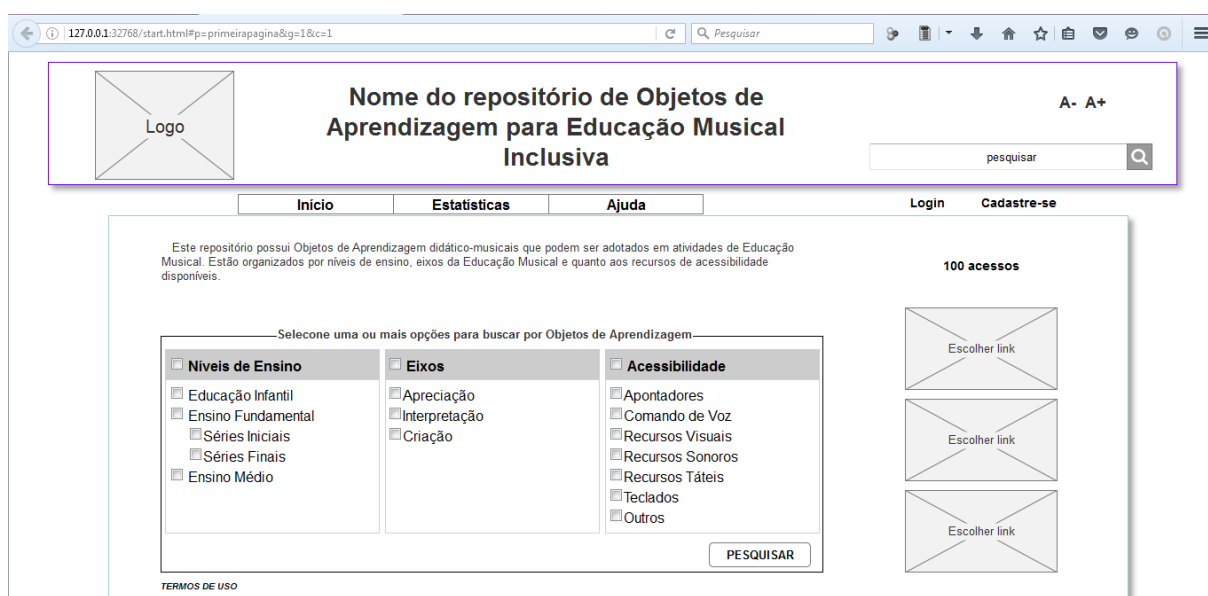 127.0.0.1:32768/start.html#p=primeirapagina&g=1&c=1
Pesquisar
Logo
Nome do repositório de Objetos de
Aprendizagem para Educação Musical
Inclusiva
A- A+
pesquisar
Início
Estatísticas
Ajuda
Login
Cadastre-se
Este repositório possui Objetos de Aprendizagem didático-musicais que podem ser adotados em atividades de Educação
Musical. Estão organizados por níveis de ensino, eixos da Educação Musical e quanto aos recursos de acessibilidade
disponíveis.
100 acessos
Selecone uma ou mais opções para buscar por Objetos de Aprendizagem
Níveis de Ensino
Educação Infantil
Ensino Fundamental
Séries Iniciais
Séries Finais
Ensino Médio
Eixos
Apreciação
Interpretação
Criação
Acessibilidade
Apontadores
Comando de Voz
Recursos Visuais
Recursos Sonoros
Recursos Táteis
Teclados
Outros
PESQUISAR
Escolher link
Escolher link
Escolher link
TERMOS DE USO